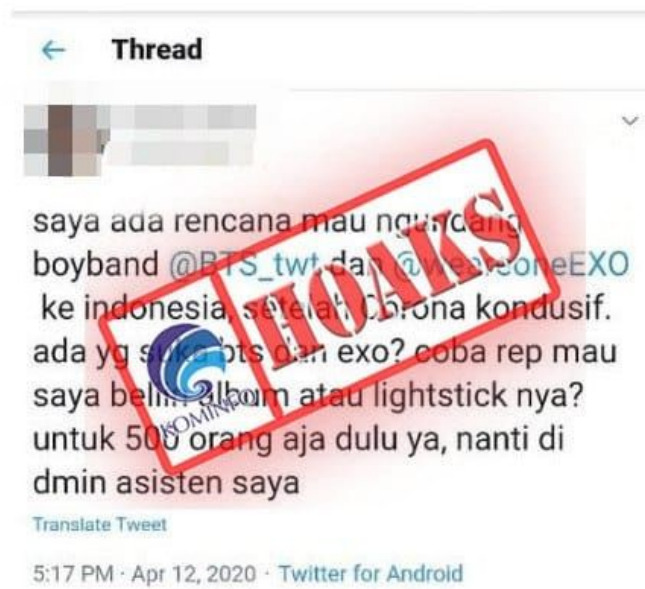 Thread
saya ada rencana mau ngundang
boyband @BTS_twt dan @weareoneEXO
ke indonesia, setelah Corona kondusif.
ada yg suka bts dan exo? coba rep mau
saya beliin album atau lightstick nya?
untuk 500 orang aja dulu ya, nanti di
dmin asisten saya
HOAKS
KOMINFO
Translate Tweet
5:17 PM · Apr 12, 2020 · Twitter for Android